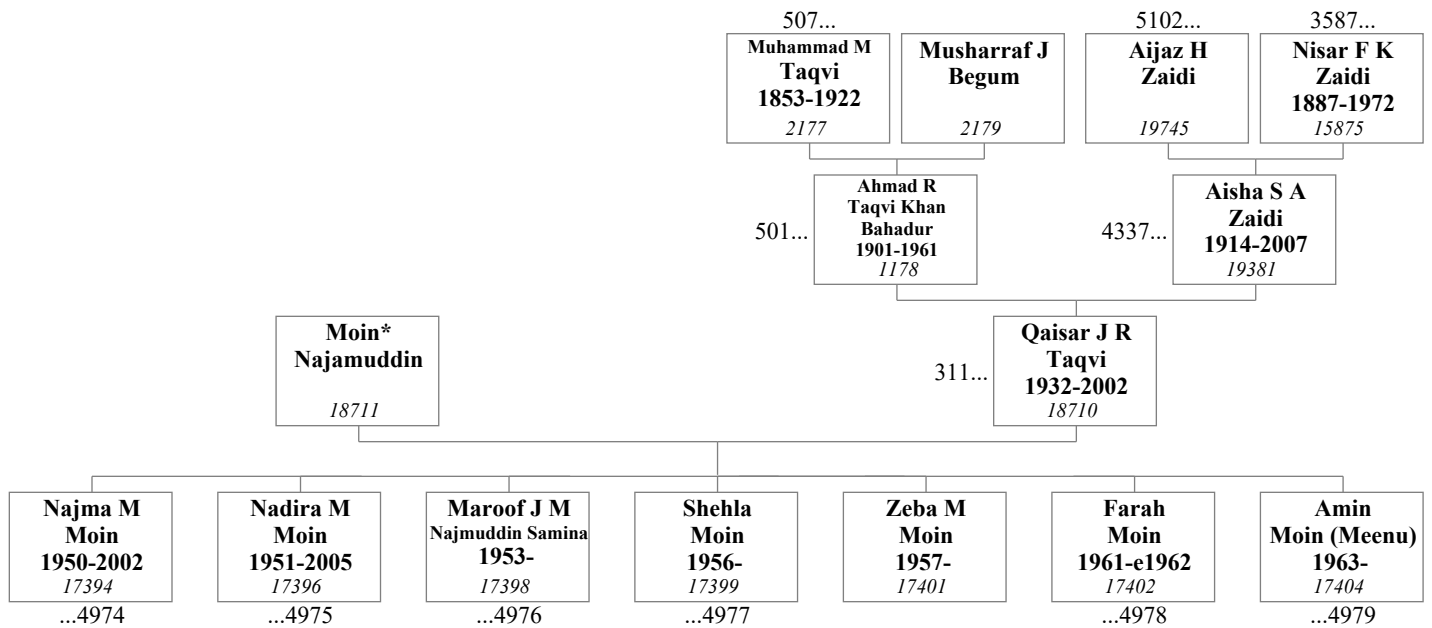 507...
5102...
3587...
Muhammad M
Taqvi
1853-1922
2177
Musharraf J
Begum
2179
Aijaz H
Zaidi
19745
Nisar F K
Zaidi
1887-1972
15875
501...
Ahmad R
Taqvi Khan
Bahadur
1901-1961
1178
4337...
Aisha S A
Zaidi
1914-2007
19381
Moin*
Najamuddin
18711
311...
Qaisar J R
Taqvi
1932-2002
18710
Najma M
Moin
1950-2002
17394
...4974
Nadira M
Moin
1951-2005
17396
...4975
Maroof J M
Najmuddin Samina
1953-
17398
...4976
Shehla
Moin
1956-
17399
...4977
Zeba M
Moin
1957-
17401
Farah
Moin
1961-e1962
17402
...4978
Amin
Moin (Meenu)
1963-
17404
...4979